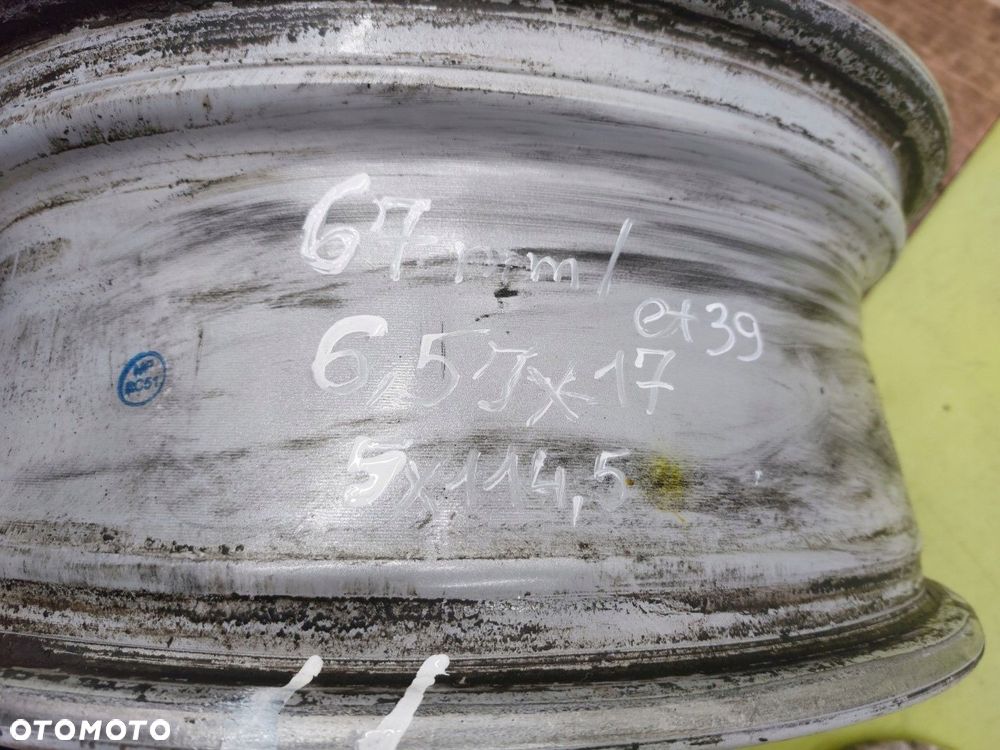 67mm/
et39
6,5Jx17
5x114,5
OTOMOTO